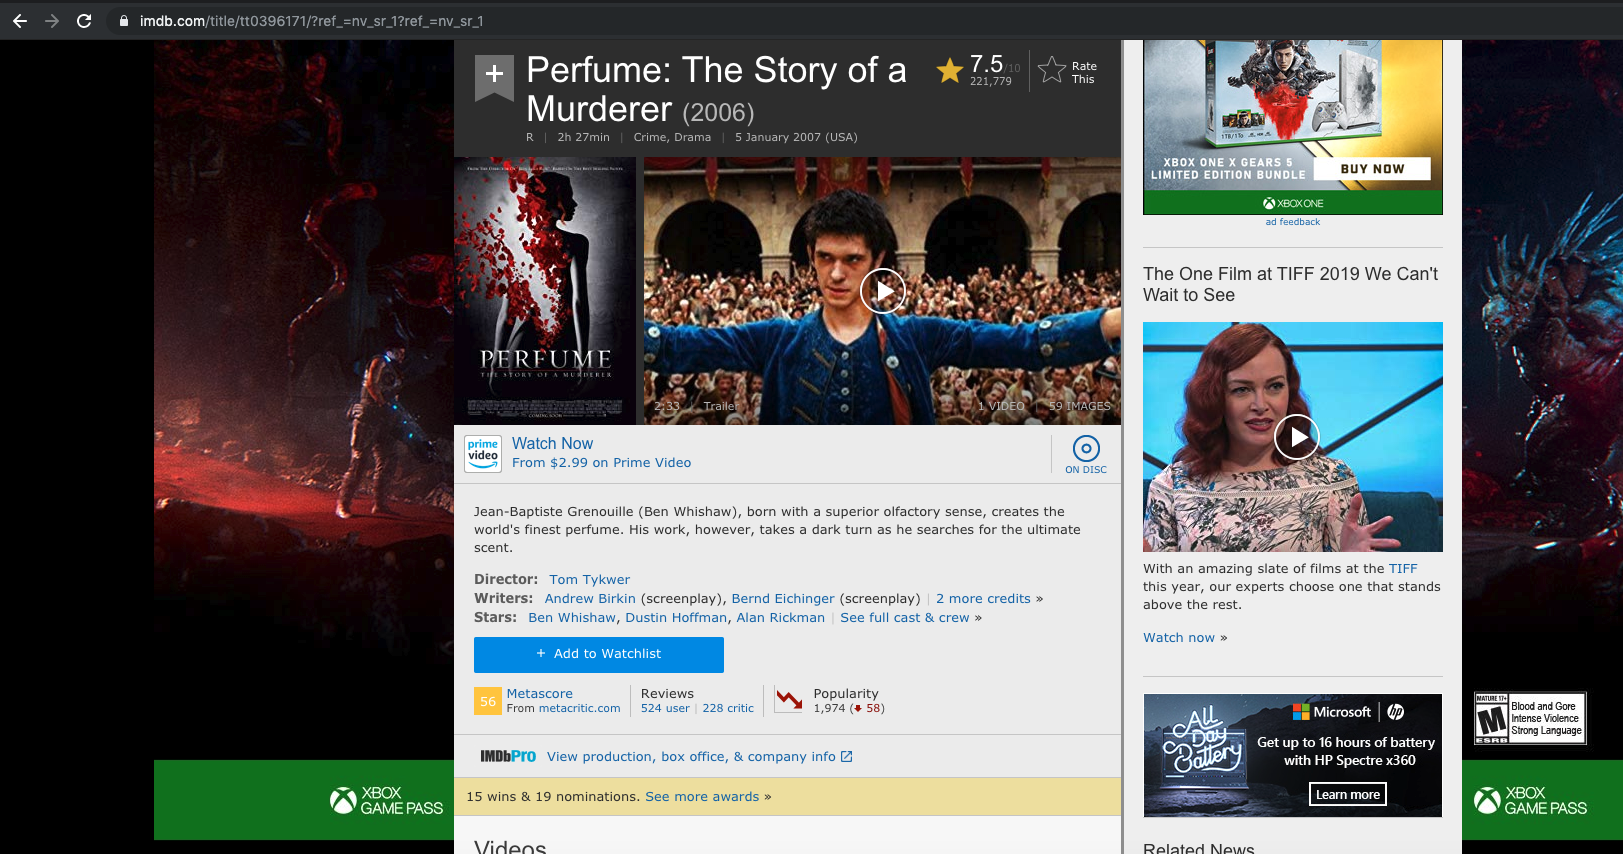 imdb.com/title/tt0396171/?ref_=nv_sr_1?ref_=nv_sr_1
Perfume: The Story of a
Murderer (2006)
7.5/10
221,779
Rate
This
R | 2h 27min | Crime, Drama | 5 January 2007 (USA)
PERFUME
THE STORY OF A MURDERER
COMING SOON
2:33 | Trailer
1 VIDEO | 59 IMAGES
prime
video
Watch Now
From $2.99 on Prime Video
ON DISC
Jean-Baptiste Grenouille (Ben Whishaw), born with a superior olfactory sense, creates the
world's finest perfume. His work, however, takes a dark turn as he searches for the ultimate
scent.
Director: Tom Tykwer
Writers: Andrew Birkin (screenplay), Bernd Eichinger (screenplay) | 2 more credits »
Stars: Ben Whishaw, Dustin Hoffman, Alan Rickman | See full cast & crew »
+ Add to Watchlist
56
Metascore
From metacritic.com
Reviews
524 user | 228 critic
Popularity
1,974 (58)
IMDbPro View production, box office, & company info
15 wins & 19 nominations. See more awards »
Videos
1TB/1To
XBOX ONE X GEARS 5
LIMITED EDITION BUNDLE
BUY NOW
XBOX ONE
ad feedback
The One Film at TIFF 2019 We Can't
Wait to See
With an amazing slate of films at the TIFF
this year, our experts choose one that stands
above the rest.
Watch now »
All
Day
Battery
Microsoft | hp
Get up to 16 hours of battery
with HP Spectre x360
Learn more
Related News
XBOX
GAME PASS
MATURE 17+
M
ESRB
Blood and Gore
Intense Violence
Strong Language
XBOX
GAME PASS